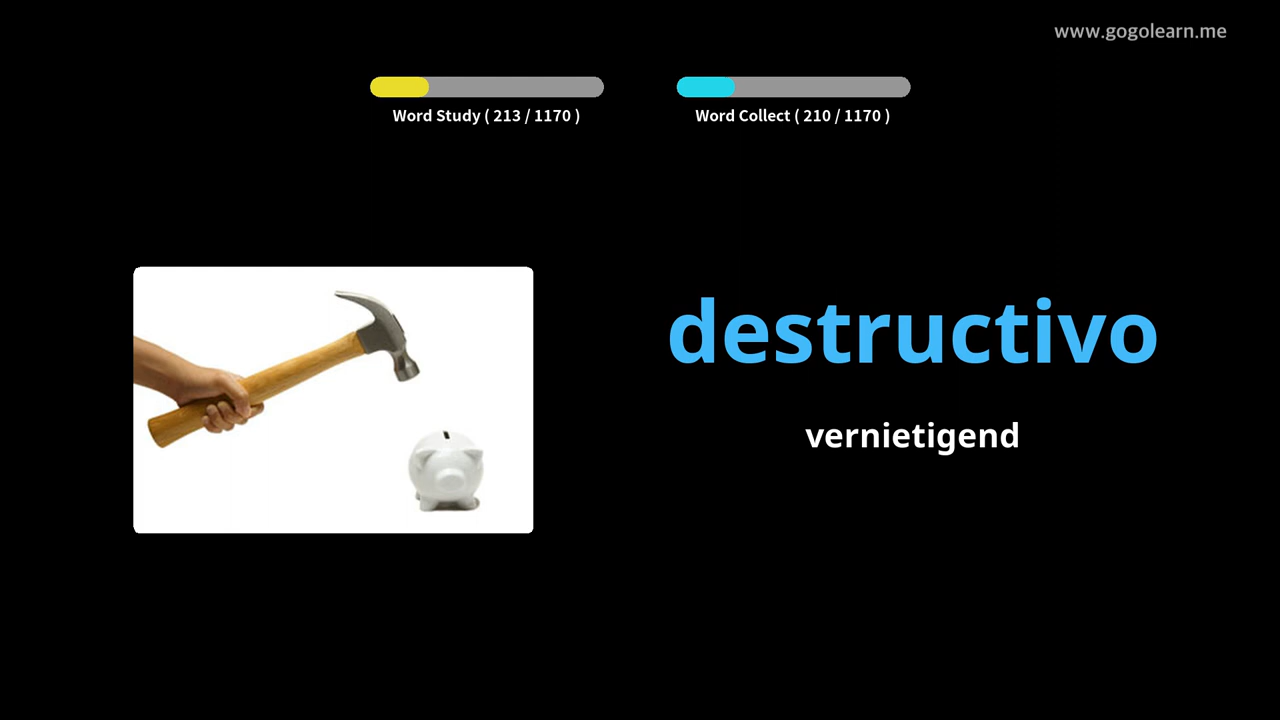 www.gogolearn.me
Word Study ( 213 / 1170 )
Word Collect ( 210 / 1170 )
destructivo
vernietigend